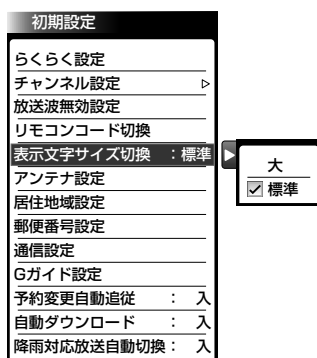 初期設定
らくらく設定
チャンネル設定
放送波無効設定
リモコンコード切換
表示文字サイズ切換 ：標準
大
標準
アンテナ設定
居住地域設定
郵便番号設定
通信設定
Gガイド設定
予約変更自動追従 ： 入
自動ダウンロード ： 入
降雨対応放送自動切換： 入